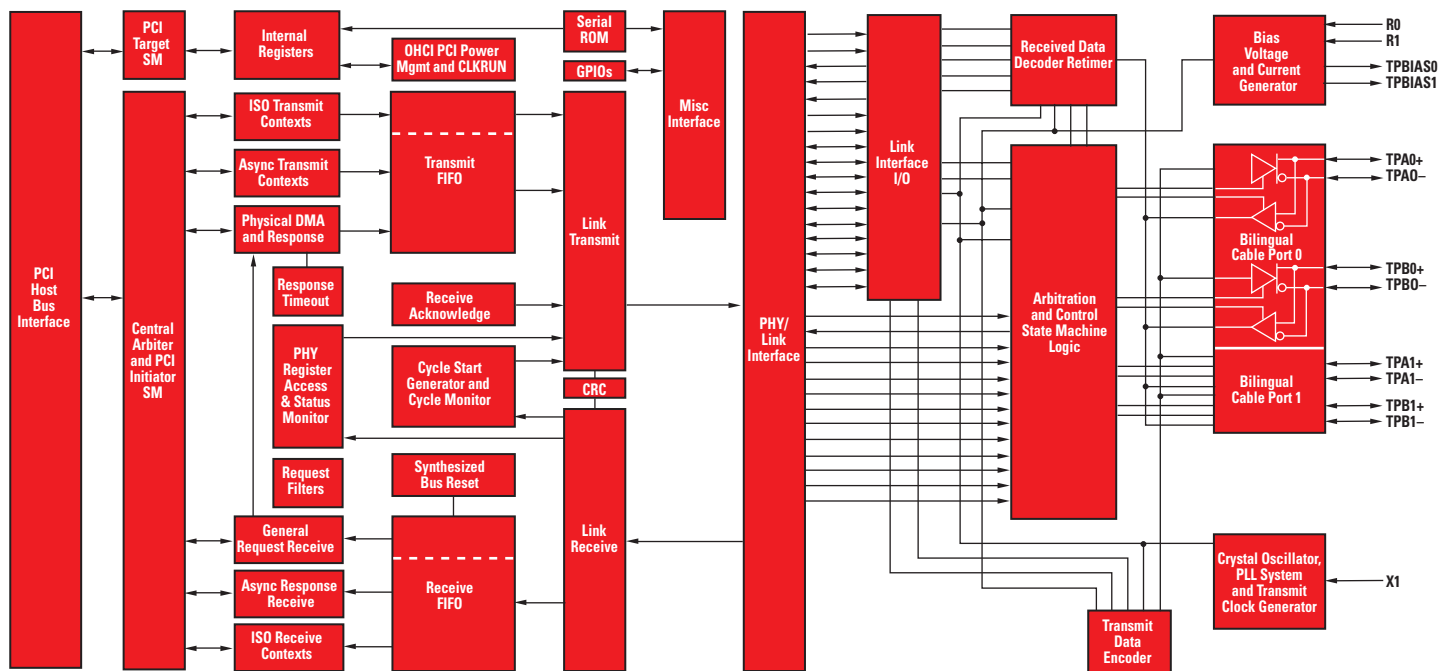 PCI
Host
Bus
Interface
PCI
Target
SM
Central
Arbiter
and PCI
Initiator
SM
Internal
Registers
OHCI PCI Power
Mgmt and CLKRUN
ISO Transmit
Contexts
Async Transmit
Contexts
Physical DMA
and Response
Response
Timeout
PHY
Register
Access
& Status
Monitor
Request
Filters
General
Request Receive
Async Response
Receive
ISO Receive
Contexts
Transmit
FIFO
Receive
Acknowledge
Cycle Start
Generator and
Cycle Monitor
Synthesized
Bus Reset
Receive
FIFO
Serial
ROM
GPIOs
Link
Transmit
CRC
Link
Receive
Misc
Interface
PHY/
Link
Interface
Link
Interface
I/O
Received Data
Decoder Retimer
Arbitration
and Control
State Machine
Logic
Transmit
Data
Encoder
Bias
Voltage
and Current
Generator
Bilingual
Cable Port 0
Bilingual
Cable Port 1
Crystal Oscillator,
PLL System
and Transmit
Clock Generator
R0
R1
TPBIAS0
TPBIAS1
TPA0+
TPAO–
TPB0+
TPBO–
TPA1+
TPA1–
TPB1+
TPB1–
X1